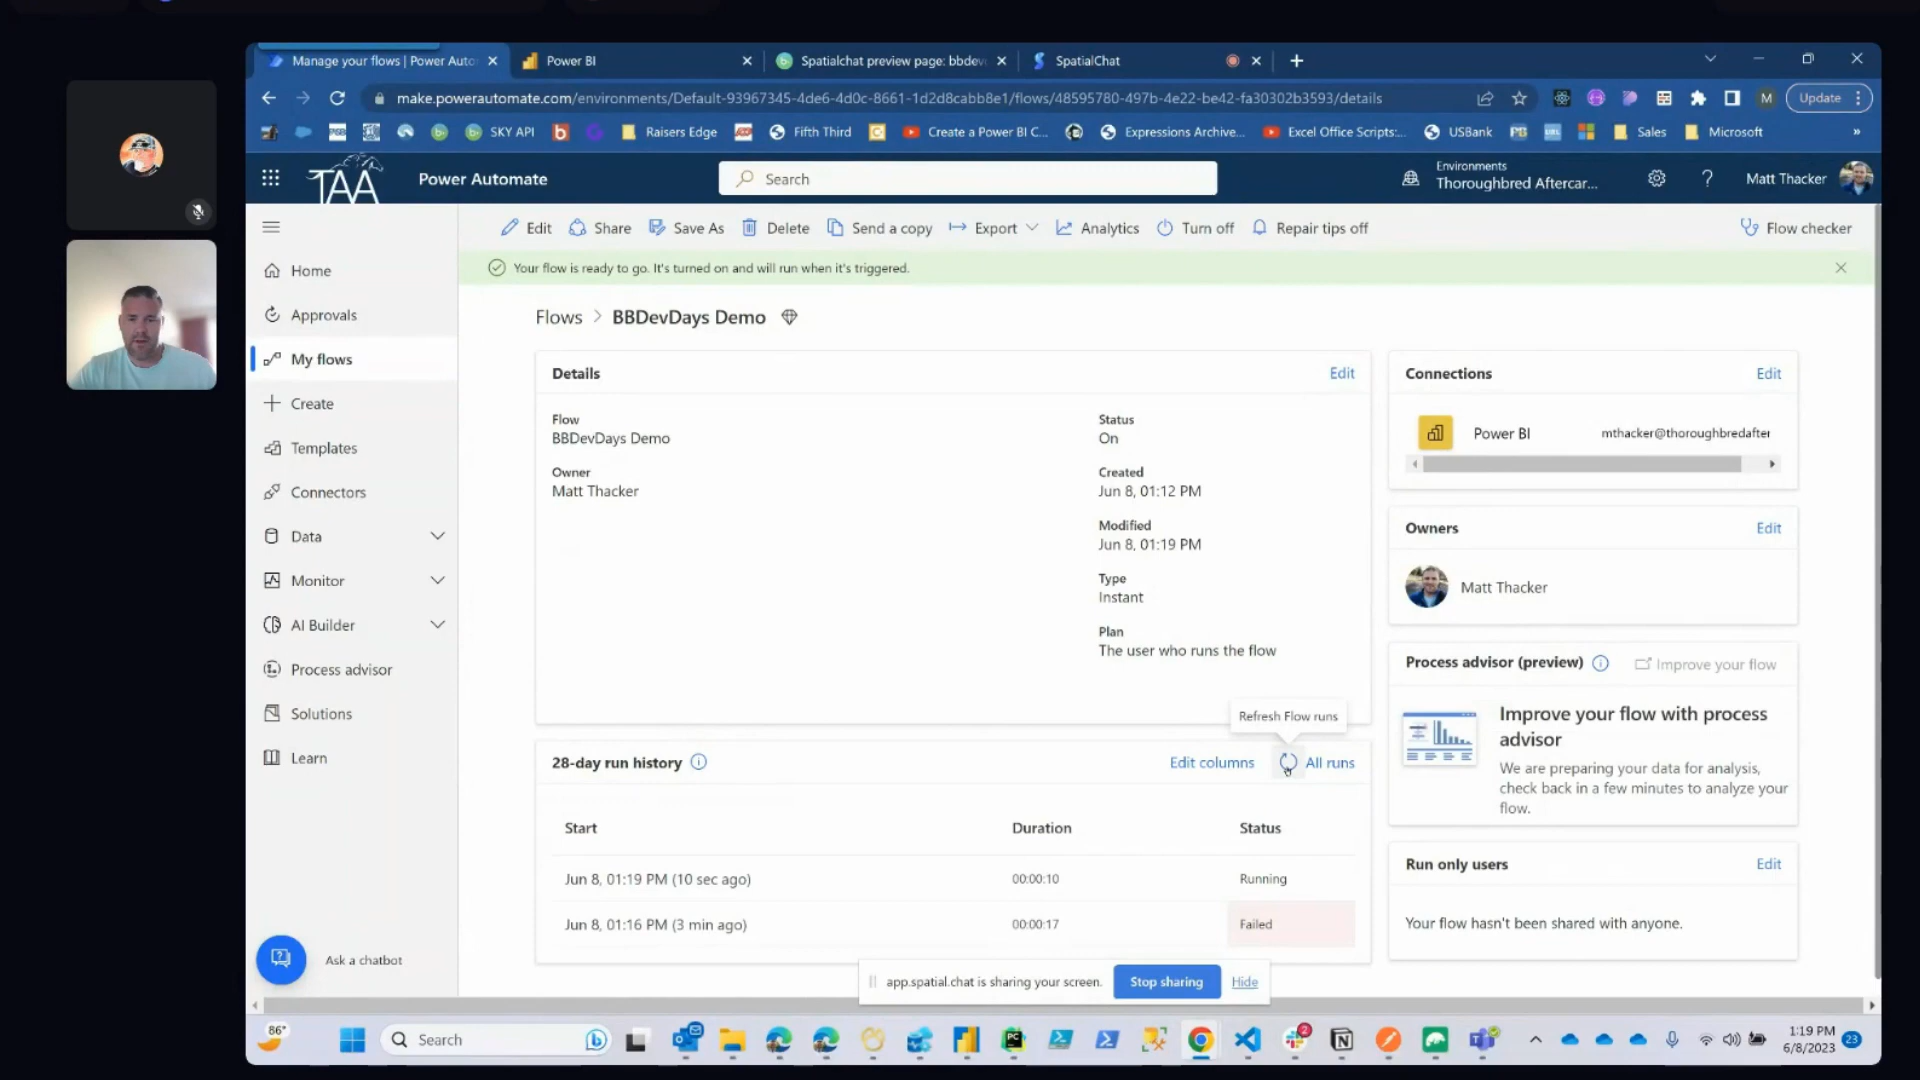 Manage your flows | Power Auto
Power BI
Spatialchat preview page: bbdev
SpatialChat
make.powerautomate.com/environments/Default-93967345-4de6-4d0c-8661-1d2d8cabb8e1/flows/48595780-497b-4e22-be42-fa30302b3593/details
M
Update
SKY API
Raisers Edge
Fifth Third
Create a Power BI C...
Expressions Archive...
Excel Office Scripts:...
USBank
Sales
Microsoft
TAA
Power Automate
Search
Environments
Thoroughbred Aftercar...
Matt Thacker
Edit
Share
Save As
Delete
Send a copy
Export
Analytics
Turn off
Repair tips off
Flow checker
Your flow is ready to go. It's turned on and will run when it's triggered.
Home
Approvals
My flows
Create
Templates
Connectors
Data
Monitor
AI Builder
Process advisor
Solutions
Learn
Ask a chatbot
Flows > BBDevDays Demo
Details
Edit
Flow
BBDevDays Demo
Owner
Matt Thacker
Status
On
Created
Jun 8, 01:12 PM
Modified
Jun 8, 01:19 PM
Type
Instant
Plan
The user who runs the flow
Refresh Flow runs
28-day run history
Edit columns
All runs
Start
Duration
Status
Jun 8, 01:19 PM (10 sec ago)
00:00:10
Running
Jun 8, 01:16 PM (3 min ago)
00:00:17
Failed
Connections
Edit
Power BI
mthacker@thoroughbredafter
Owners
Edit
Matt Thacker
Process advisor (preview)
Improve your flow
Improve your flow with process
advisor
We are preparing your data for analysis,
check back in a few minutes to analyze your
flow.
Run only users
Edit
Your flow hasn't been shared with anyone.
app.spatial.chat is sharing your screen.
Stop sharing
Hide
86°
Search
2
1:19 PM
6/8/2023
23